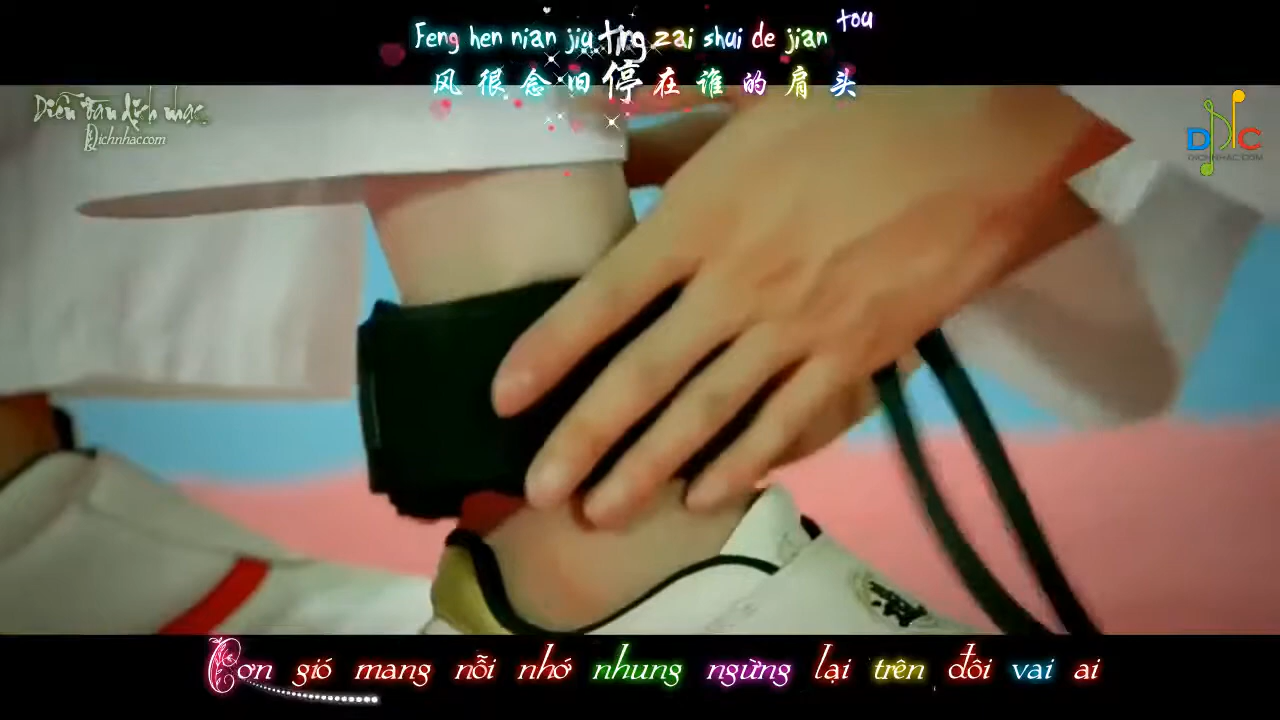 Feng hen nian jiu ting zai shui de jian tou
风很念旧停在谁的肩头
Diễn đàn dịch nhạc
Dichnhac.com
DNC
DICHNHAC.COM
Cơn gió mang nỗi nhớ nhung ngừng lại trên đôi vai ai